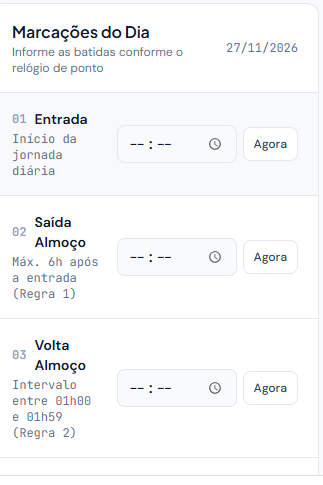 Marcações do Dia
Informe as batidas conforme o
relógio de ponto
27/11/2026
01 Entrada
Início da
jornada
diária
--:--
Agora
02 Saída
Almoço
Máx. 6h após
a entrada
(Regra 1)
--:--
Agora
03 Volta
Almoço
Intervalo
entre 01h00
e 01h59
(Regra 2)
--:--
Agora